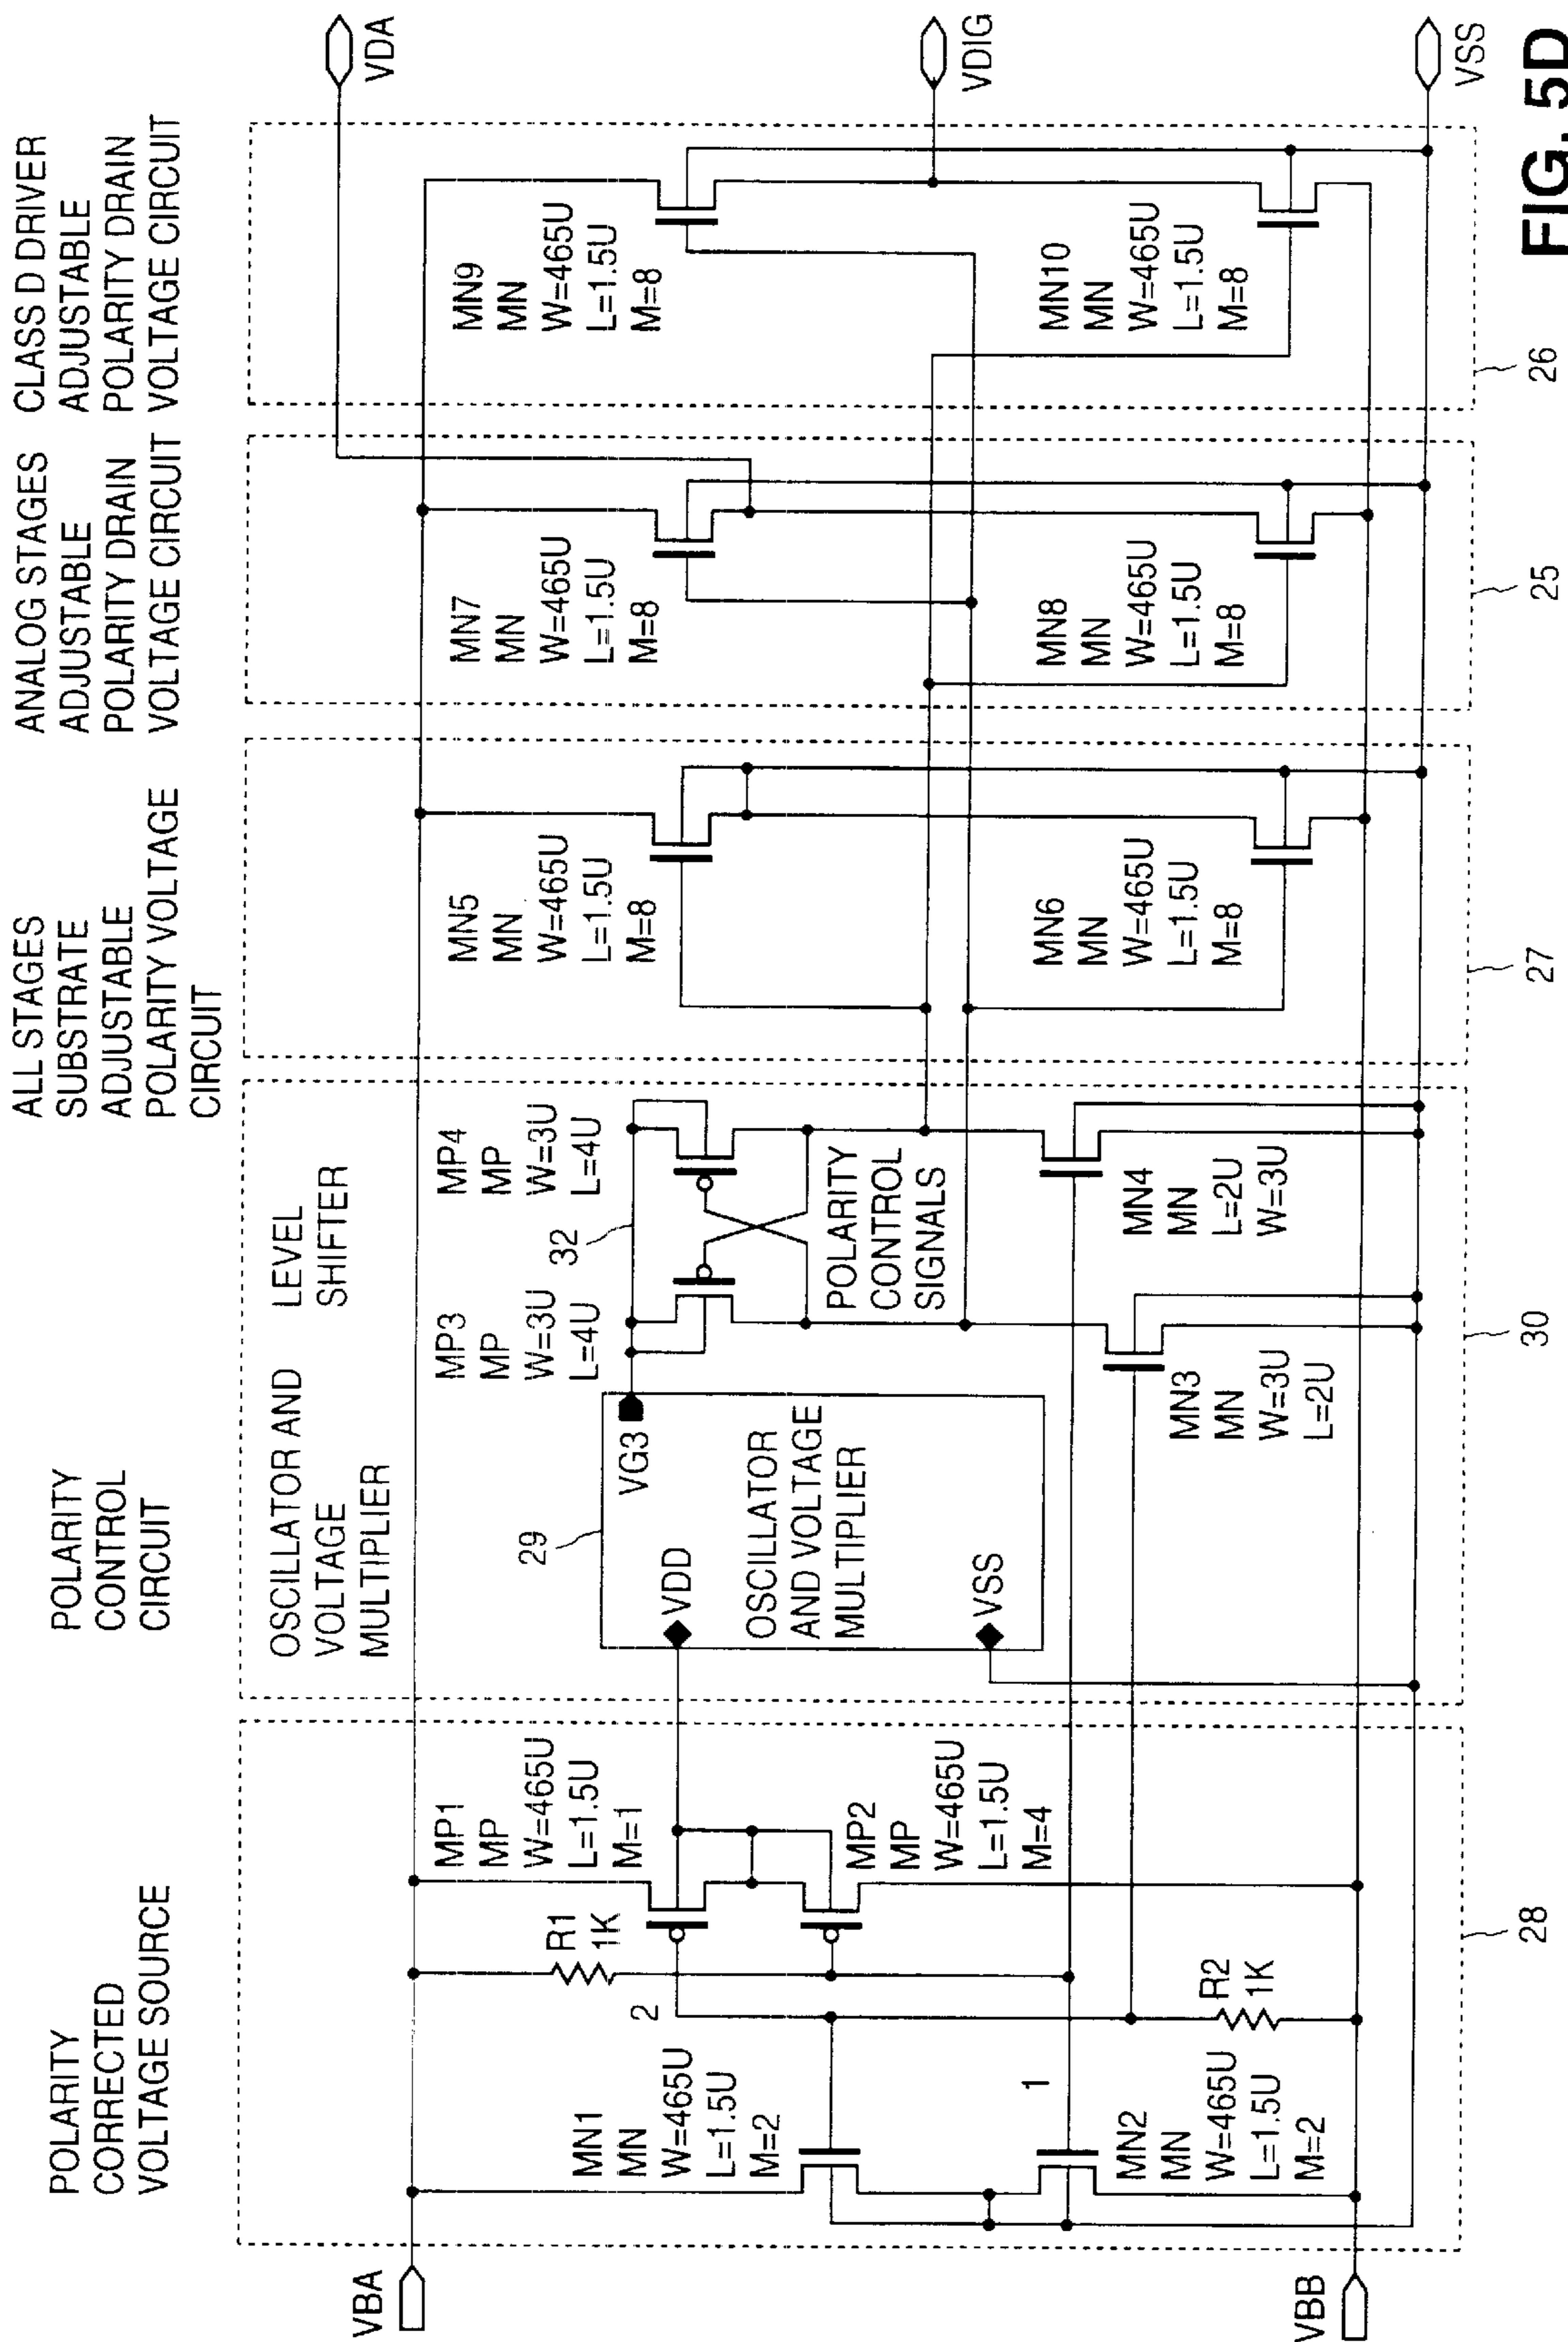 POLARITY
CORRECTED
VOLTAGE SOURCE
POLARITY
CONTROL
CIRCUIT
ALL STAGES
SUBSTRATE
ADJUSTABLE
POLARITY VOLTAGE
CIRCUIT
ANALOG STAGES
ADJUSTABLE
POLARITY DRAIN
VOLTAGE CIRCUIT
CLASS D DRIVER
ADJUSTABLE
POLARITY DRAIN
VOLTAGE CIRCUIT
OSCILLATOR AND
VOLTAGE
MULTIPLIER
LEVEL
SHIFTER
VBA
VBB
MN1
MN
W=465U
L=1.5U
M=2
MN2
MN
W=465U
L=1.5U
M=2
1
2
R1
1K
R2
1K
MP1
MP
W=465U
L=1.5U
M=1
MP2
MP
W=465U
L=1.5U
M=4
28
29
VDD
VG3
OSCILLATOR
AND VOLTAGE
MULTIPLIER
VSS
MP3
MP
W=3U
L=4U
32
MP4
MP
W=3U
L=4U
POLARITY
CONTROL
SIGNALS
MN3
MN
W=3U
L=2U
MN4
MN
L=2U
W=3U
30
MN5
MN
W=465U
L=1.5U
M=8
MN6
MN
W=465U
L=1.5U
M=8
27
MN7
MN
W=465U
L=1.5U
M=8
MN8
MN
W=465U
L=1.5U
M=8
25
MN9
MN
W=465U
L=1.5U
M=8
MN10
MN
W=465U
L=1.5U
M=8
26
VDA
VDIG
VSS
FIG. 5D